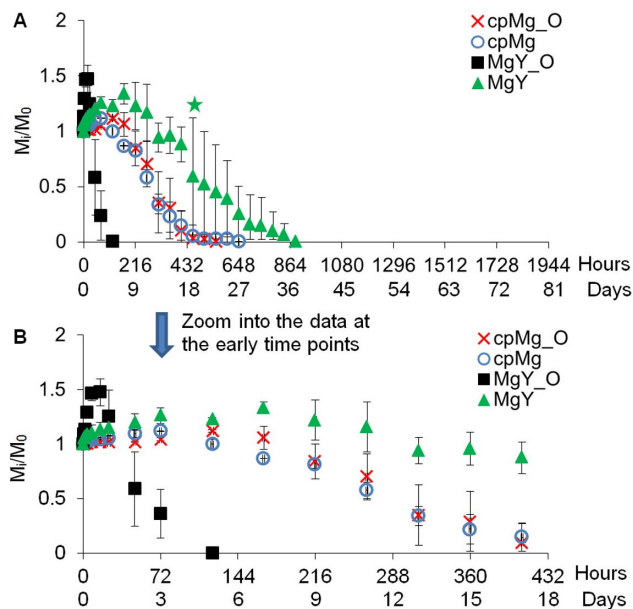 A
cpMg_O
cpMg
MgY_O
MgY
2
1.5
1
0.5
0
Mᵢ/M₀
0 216 432 648 864 1080 1296 1512 1728 1944 Hours
0 9 18 27 36 45 54 63 72 81 Days
Zoom into the data at
the early time points
B
cpMg_O
cpMg
MgY_O
MgY
2
1.5
1
0.5
0
Mᵢ/M₀
0 72 144 216 288 360 432 Hours
0 3 6 9 12 15 18 Days